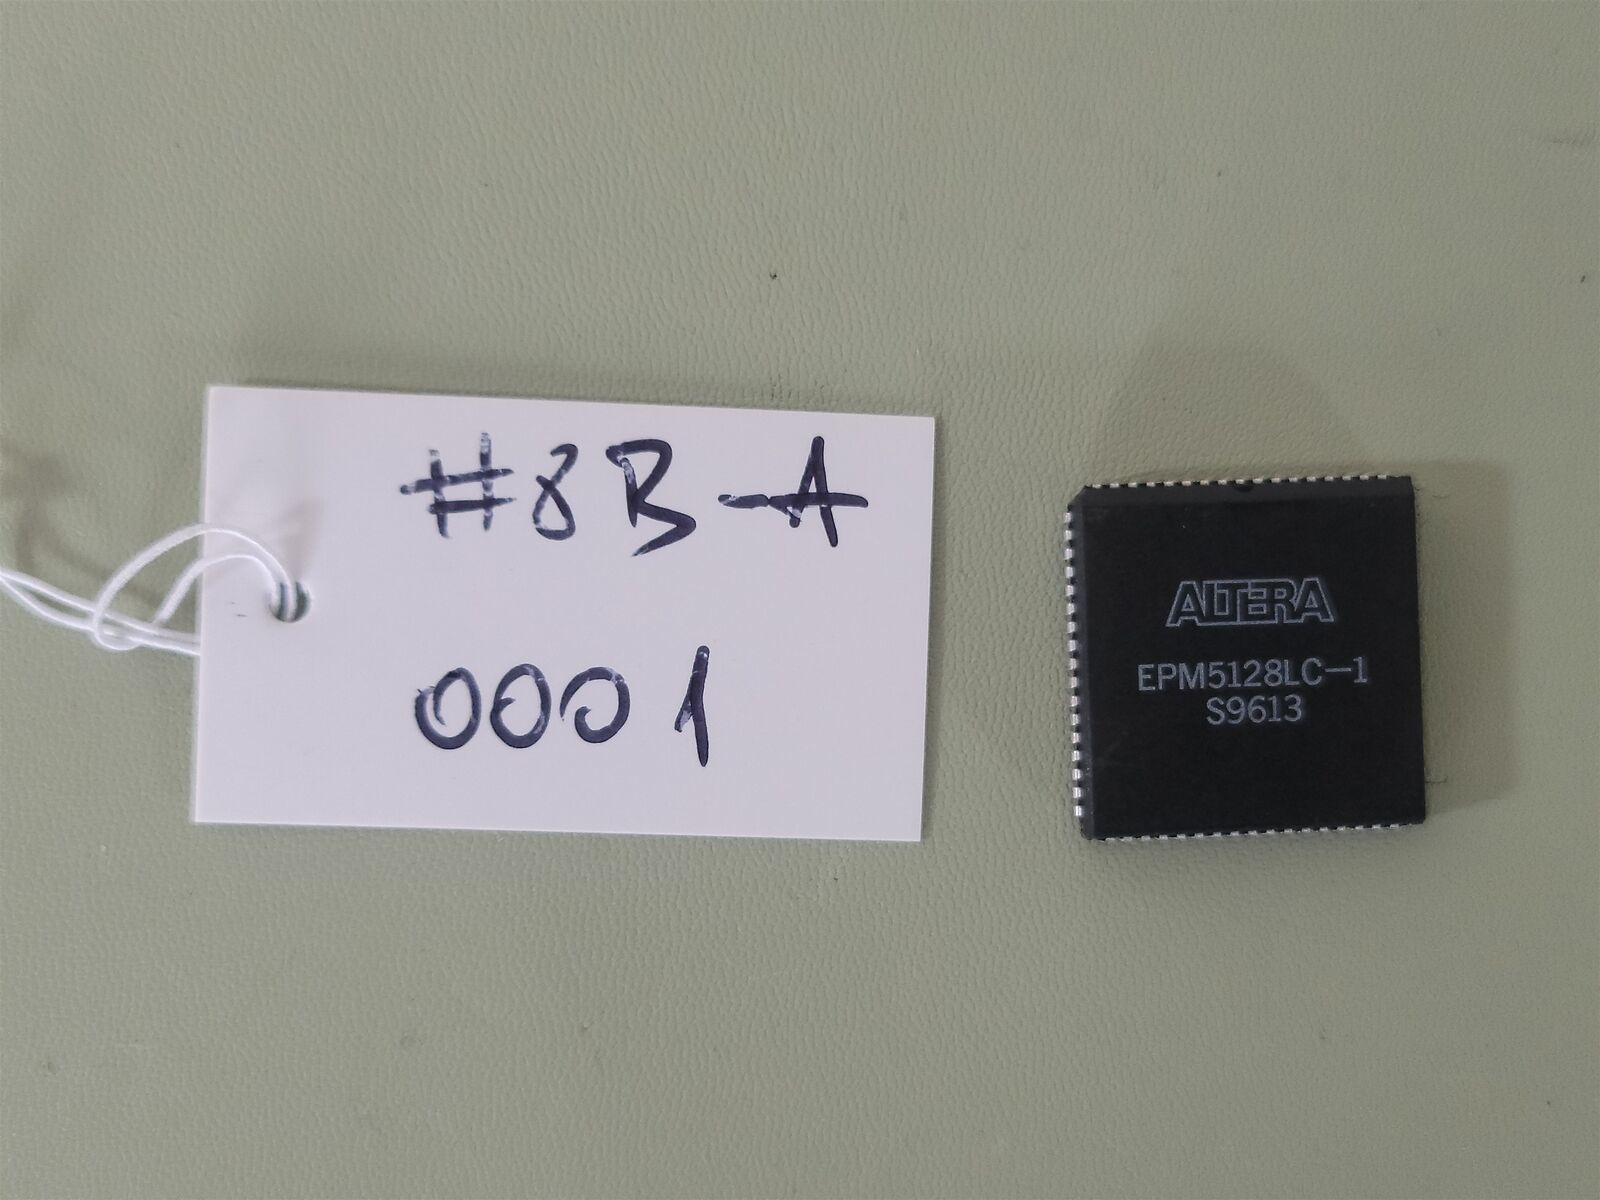 #8B-A
0001
ALTERA
EPM5128LC-1
S9613